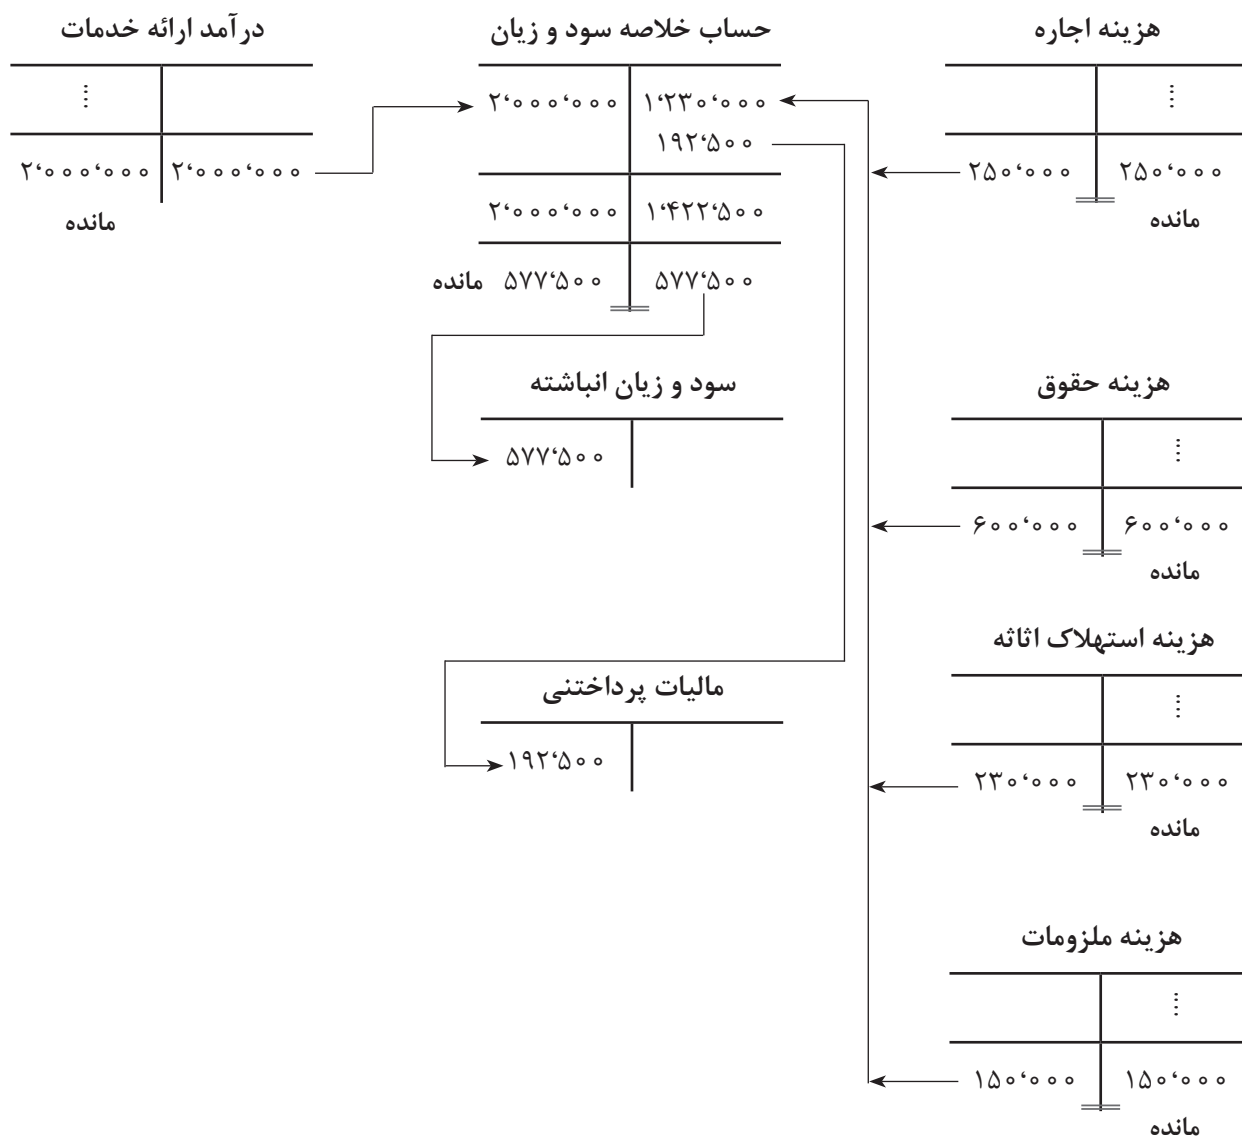 هزینه اجاره
⋮
۲۵۰٬۰۰۰ ۲۵۰٬۰۰۰
مانده
حساب خلاصه سود و زیان
۱٬۲۳۰٬۰۰۰ ۲٬۰۰۰٬۰۰۰
۱۹۲٬۵۰۰
۱٬۴۲۲٬۵۰۰ ۲٬۰۰۰٬۰۰۰
۵۷۷٬۵۰۰ ۵۷۷٬۵۰۰ مانده
درآمد ارائه خدمات
⋮
۲٬۰۰۰٬۰۰۰ ۲٬۰۰۰٬۰۰۰
مانده
هزینه حقوق
⋮
۶۰۰٬۰۰۰ ۶۰۰٬۰۰۰
مانده
سود و زیان انباشته
۵۷۷٬۵۰۰
هزینه استهلاک اثاثه
⋮
۲۳۰٬۰۰۰ ۲۳۰٬۰۰۰
مانده
مالیات پرداختنی
۱۹۲٬۵۰۰
هزینه ملزومات
⋮
۱۵۰٬۰۰۰ ۱۵۰٬۰۰۰
مانده